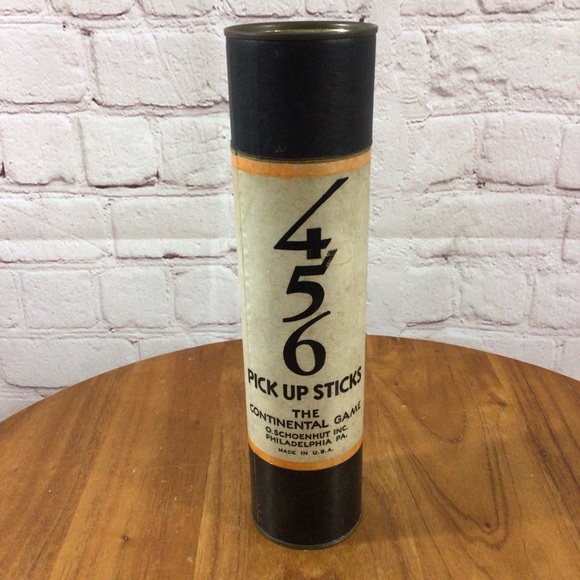 4
5
6
PICK UP STICKS
THE
CONTINENTAL GAME
O. SCHOENHUT INC.
PHILADELPHIA PA.
MADE IN U.S.A.